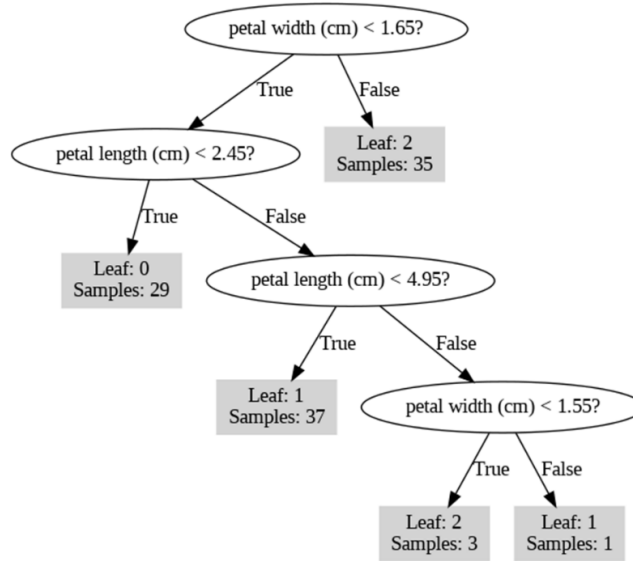 petal width (cm) < 1.65?
True
False
petal length (cm) < 2.45?
Leaf: 2
Samples: 35
True
False
Leaf: 0
Samples: 29
petal length (cm) < 4.95?
True
False
Leaf: 1
Samples: 37
petal width (cm) < 1.55?
True
False
Leaf: 2
Samples: 3
Leaf: 1
Samples: 1